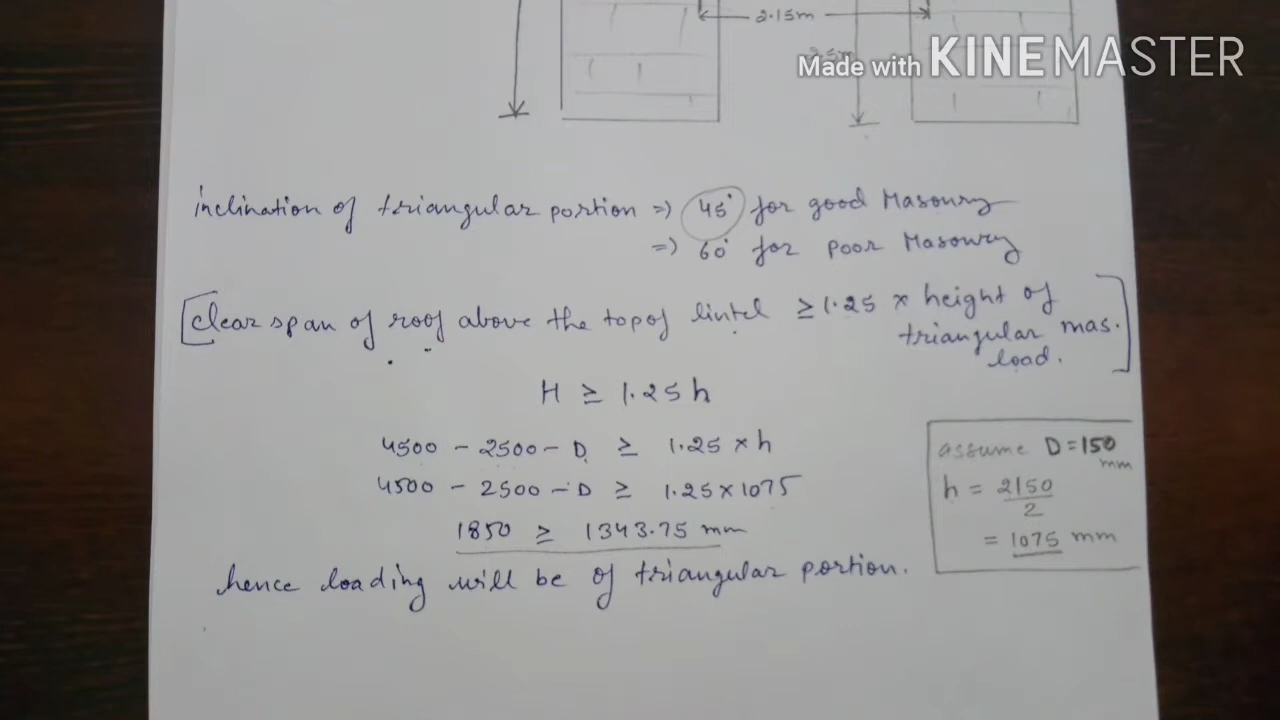 2.15m
Made with KINEMASTER
inclination of triangular portion => 45° for good Masonry
=> 60° for poor Masonry
[clear span of roof above the top of lintel ≥ 1.25 x height of
triangular mas.
load.]
H ≥ 1.25 h
4500 - 2500 - D ≥ 1.25 x h
4500 - 2500 - D ≥ 1.25 x 1075
1850 ≥ 1343.75 mm
hence loading will be of triangular portion.
assume D = 150
mm
h = 2150
2
= 1075 mm